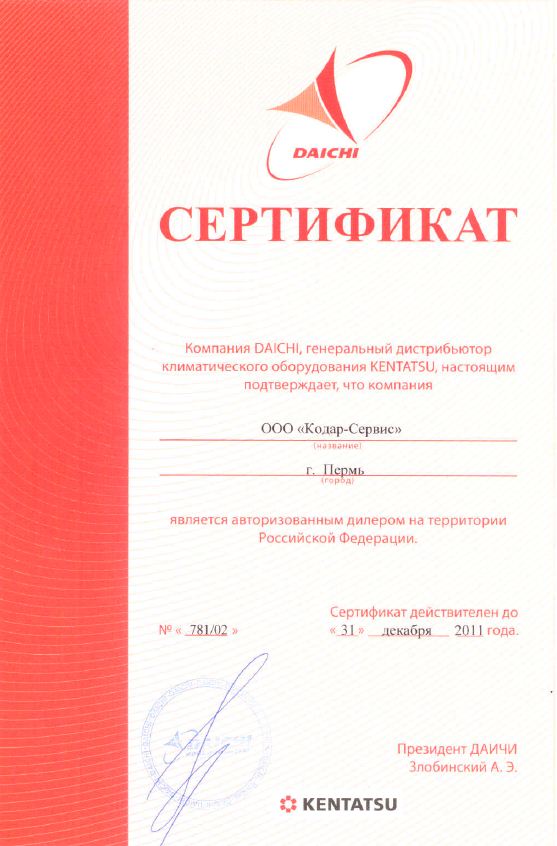 DAICHI
СЕРТИФИКАТ
Компания DAICHI, генеральный дистрибьютор
климатического оборудования KENTATSU, настоящим
подтверждает, что компания
ООО «Кодар-Сервис»
(название)
г. Пермь
(город)
является авторизованным дилером на территории
Российской Федерации.
№ « 781/02 »
Сертификат действителен до
« 31 » декабря 2011 года.
Президент ДАИЧИ
Злобинский А. Э.
KENTATSU